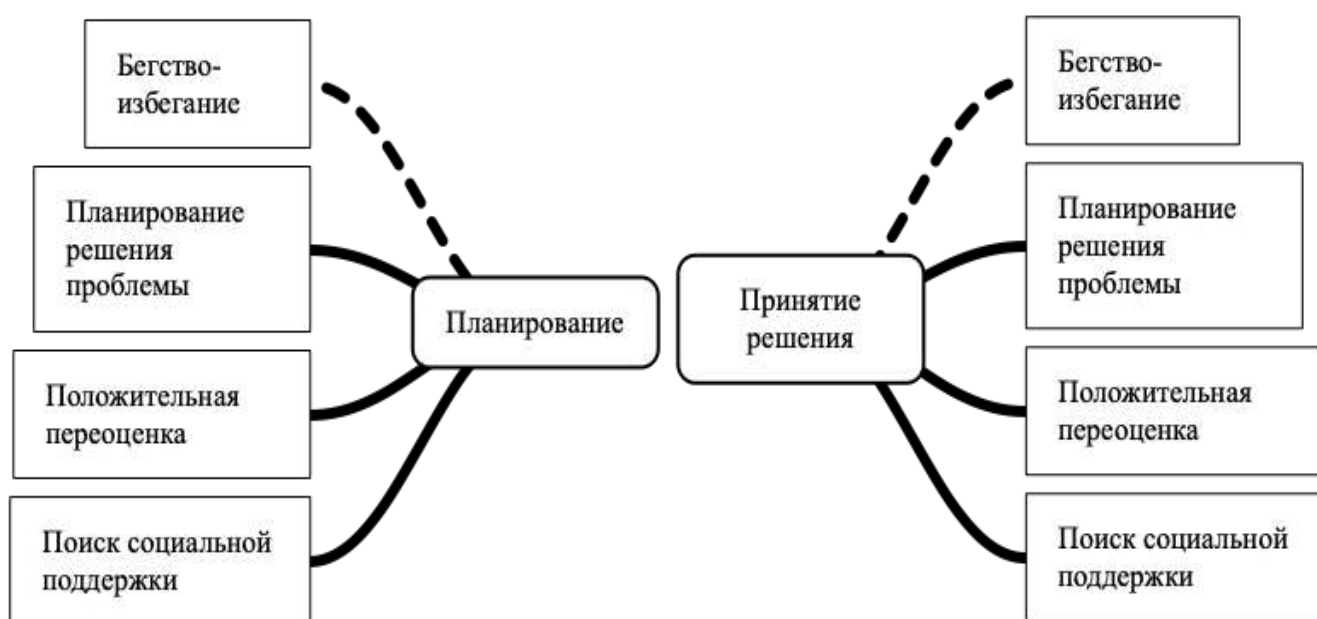 Бегство-
избегание
Планирование
решения
проблемы
Положительная
переоценка
Поиск социальной
поддержки
Планирование
Принятие
решения
Бегство-
избегание
Планирование
решения
проблемы
Положительная
переоценка
Поиск социальной
поддержки